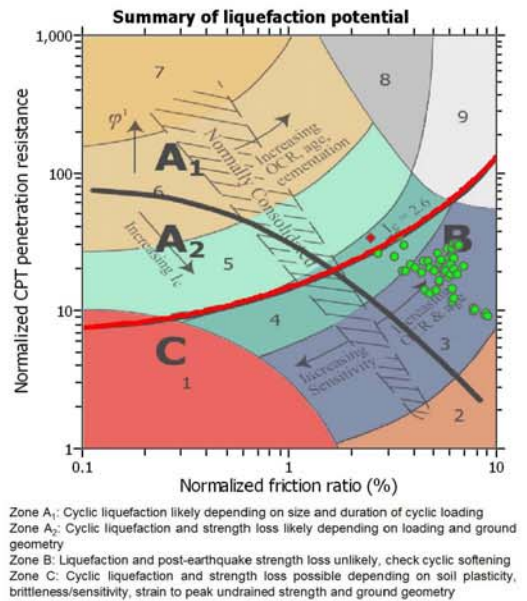 Summary of liquefaction potential
1,000
100
10
1
Normalized CPT penetration resistance
7
8
9
φ'
A1
Normally Consolidated
Increasing
OCR, age,
cementation
6
A2
Increasing Ic
5
Ic = 2.6
B
4
C
1
Increasing
Sensitivity
Increasing
OCR & age
3
2
0.1
1
10
Normalized friction ratio (%)
Zone A1: Cyclic liquefaction likely depending on size and duration of cyclic loading
Zone A2: Cyclic liquefaction and strength loss likely depending on loading and ground
geometry
Zone B: Liquefaction and post-earthquake strength loss unlikely, check cyclic softening
Zone C: Cyclic liquefaction and strength loss possible depending on soil plasticity,
brittleness/sensitivity, strain to peak undrained strength and ground geometry